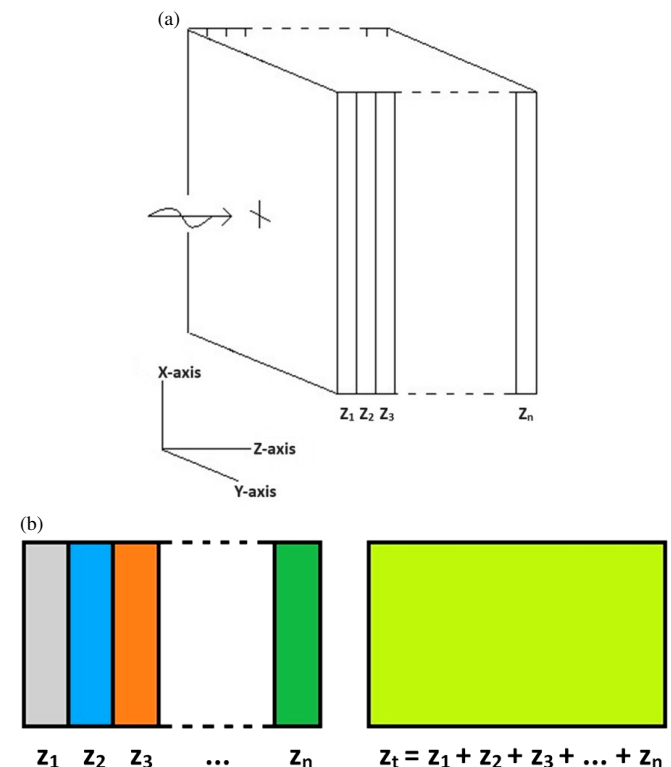 (a)
Z₁ Z₂ Z₃ Zₙ
X-axis
Z-axis
Y-axis
(b)
z₁ z₂ z₃ ... zₙ
zₜ = z₁ + z₂ + z₃ + ... + zₙ